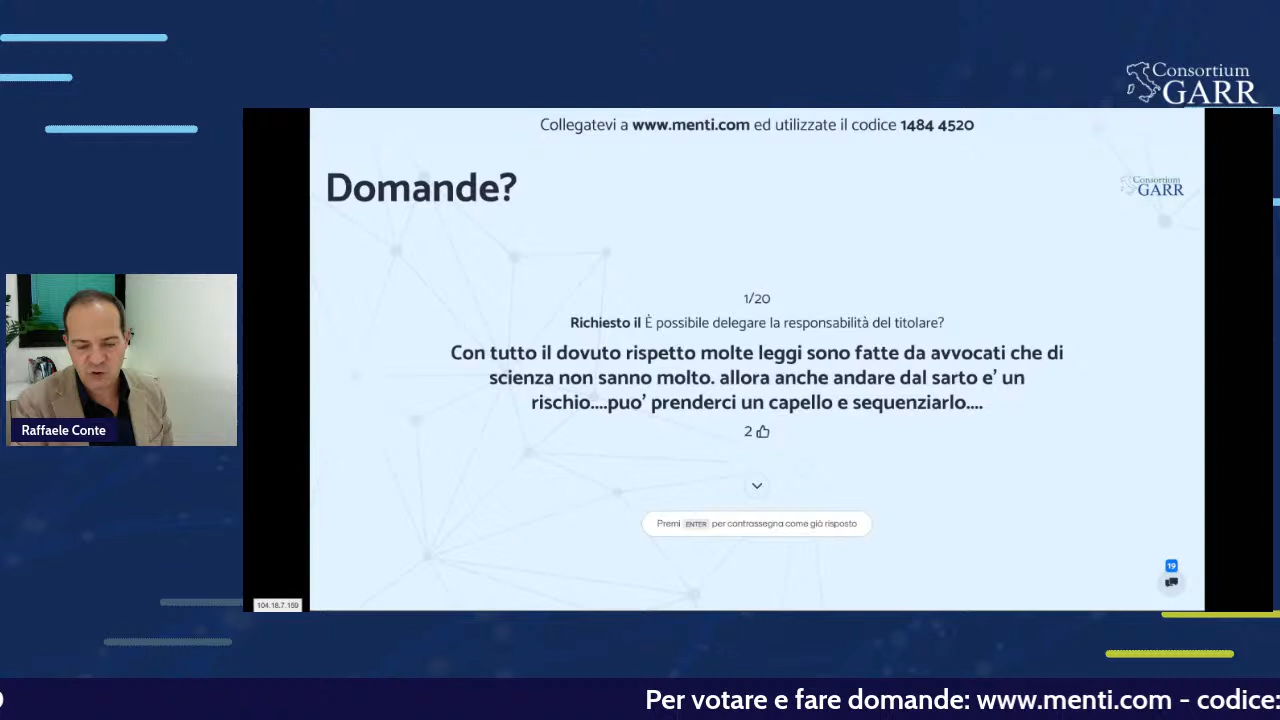 Consortium
GARR
Collegatevi a www.menti.com ed utilizzate il codice 1484 4520
Domande?
Consortium
GARR
1/20
Richiesto il È possibile delegare la responsabilità del titolare?
Con tutto il dovuto rispetto molte leggi sono fatte da avvocati che di
scienza non sanno molto. allora anche andare dal sarto e' un
rischio....puo' prenderci un capello e sequenziarlo....
2
Premi ENTER per contrassegna come già risposto
19
Raffaele Conte
104.18.7.159
Per votare e fare domande: www.menti.com - codice: